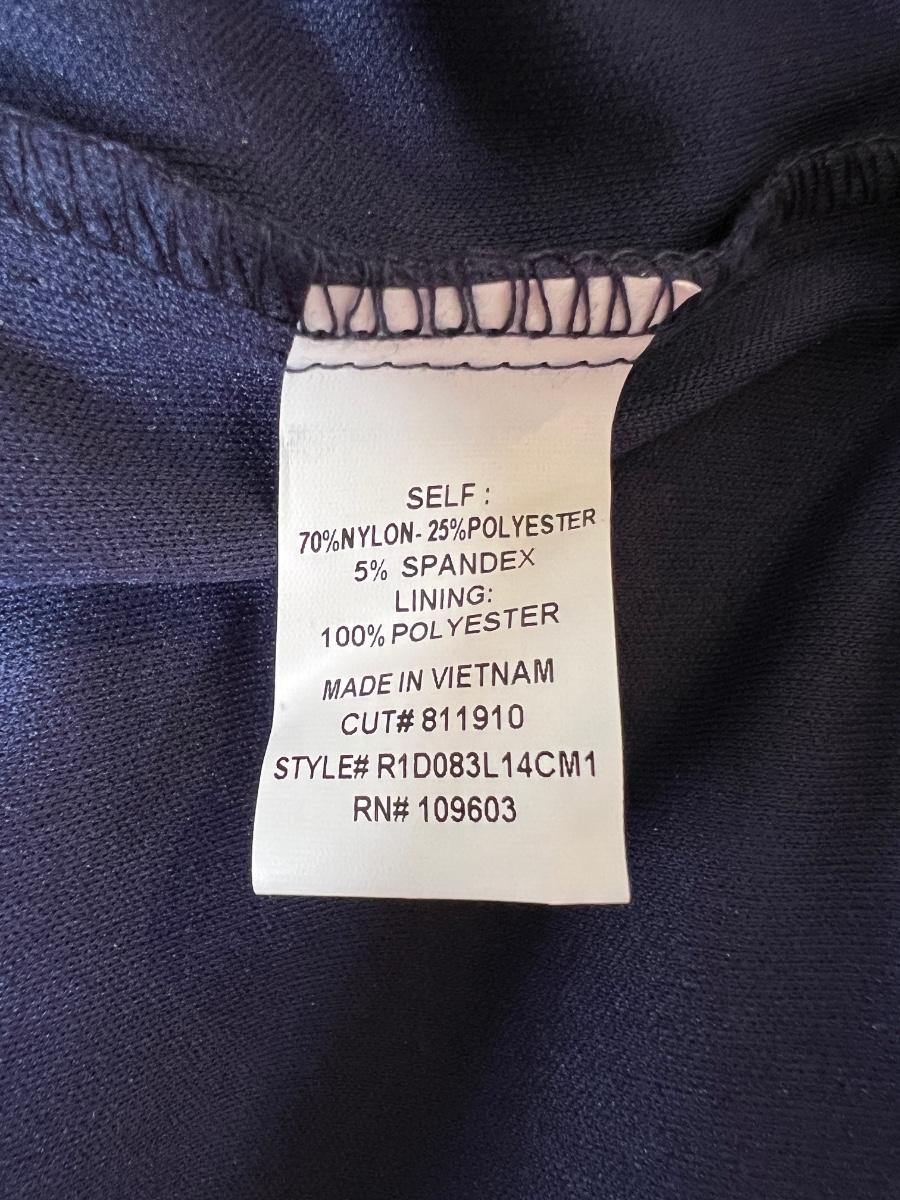 SELF :
70%NYLON- 25%POLYESTER
5% SPANDEX
LINING:
100% POLYESTER
MADE IN VIETNAM
CUT# 811910
STYLE# R1D083L14CM1
RN# 109603